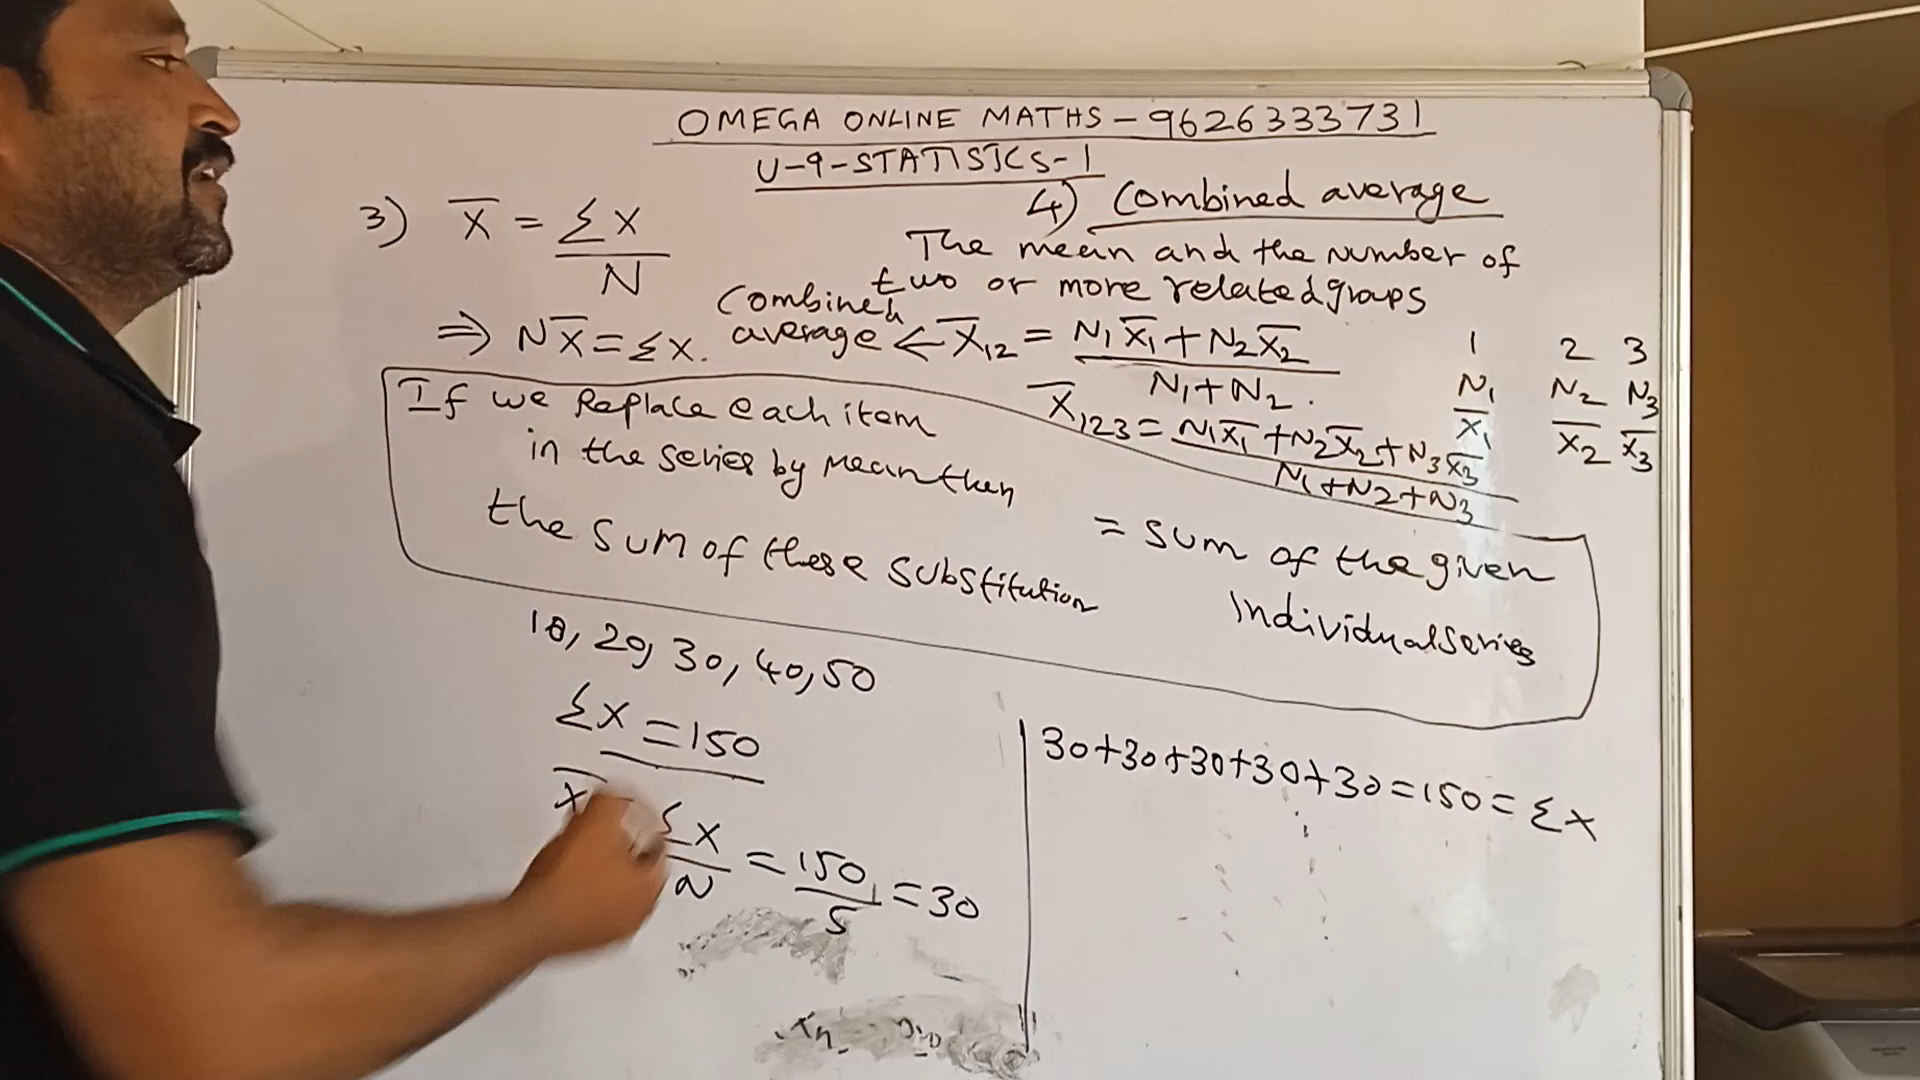 OMEGA ONLINE MATHS - 9626333731
U-9-STATISTICS-1
3) X̄ = ΣX / N
⇒ NX̄ = ΣX.
4) Combined average
The mean and the number of
two or more related groups
Combined
average ← X̄12 = N1X̄1 + N2X̄2 / N1 + N2 .
X̄123 = N1X̄1 + N2X̄2 + N3X̄3 / N1 + N2 + N3
1 2 3
N1 N2 N3
X̄1 X̄2 X̄3
If we Replace each item
in the series by Mean then
the sum of these substitution
= sum of the given
Individual series
10, 20, 30, 40, 50
ΣX = 150
X̄ = ΣX / N = 150 / 5 = 30
30+30+30+30+30=150=ΣX